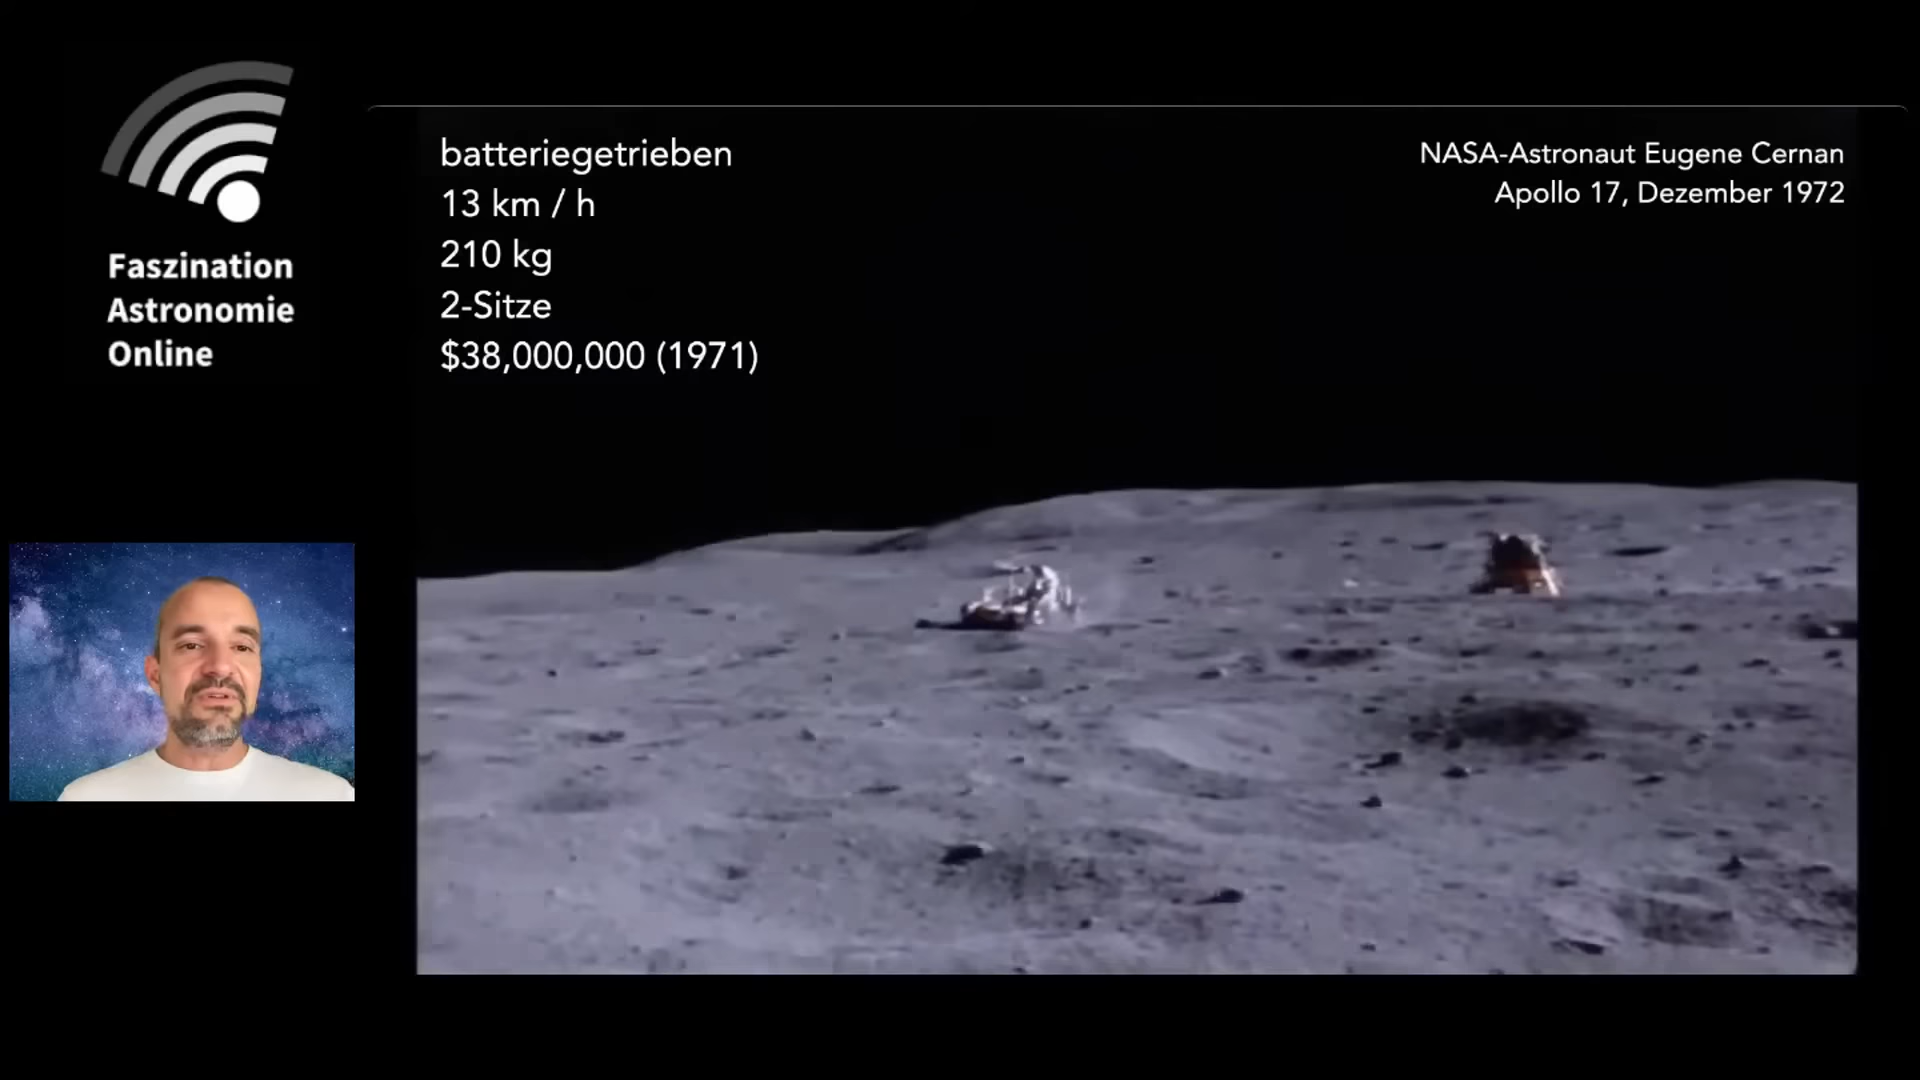 Faszination
Astronomie
Online
batteriegetrieben
13 km / h
210 kg
2-Sitze
$38,000,000 (1971)
NASA-Astronaut Eugene Cernan
Apollo 17, Dezember 1972